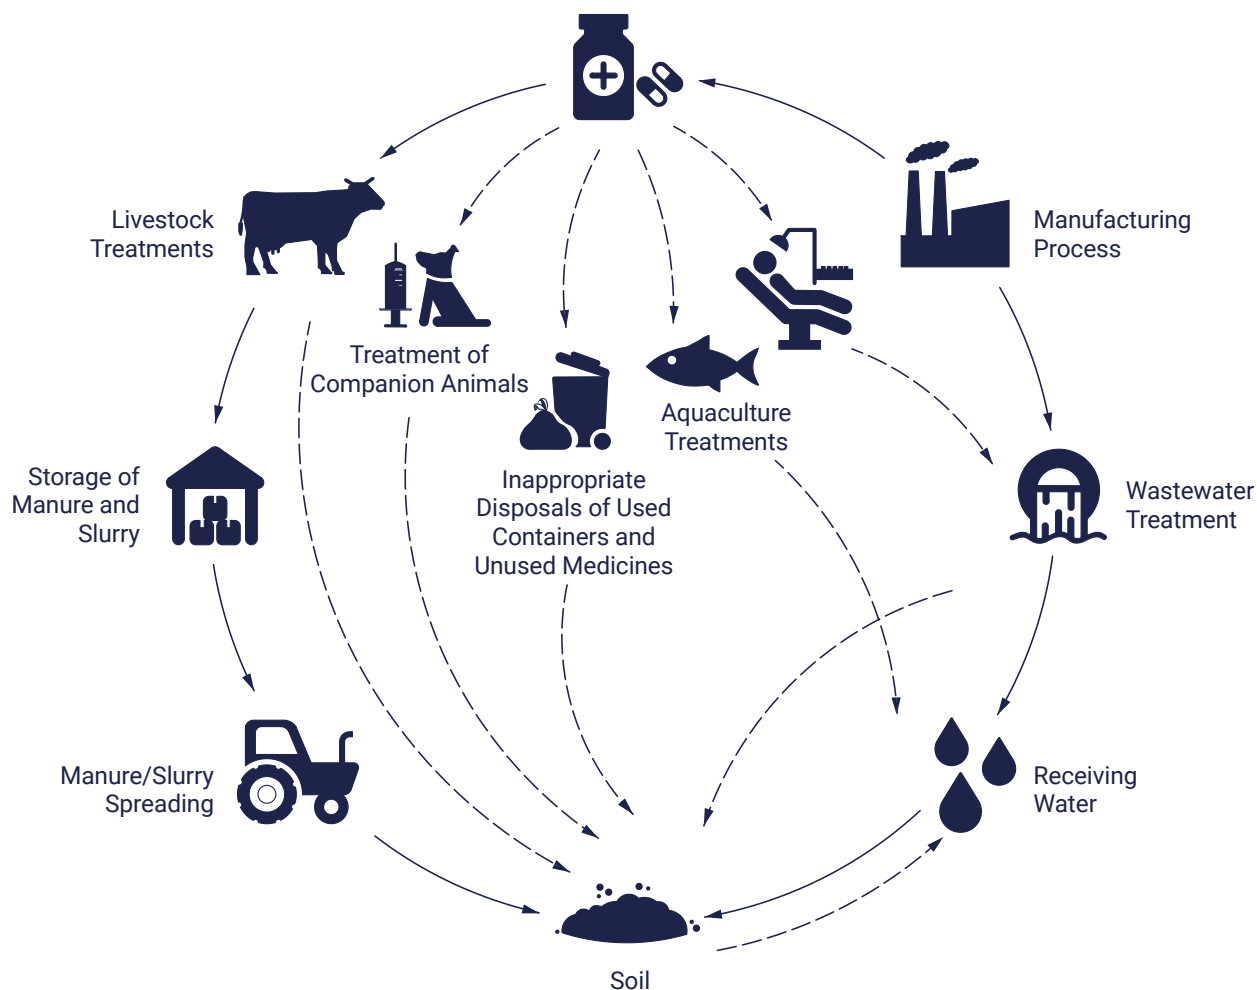 Livestock
Treatments
Manufacturing
Process
Treatment of
Companion Animals
Aquaculture
Treatments
Storage of
Manure and
Slurry
Inappropriate
Disposals of Used
Containers and
Unused Medicines
Wastewater
Treatment
Manure/Slurry
Spreading
Receiving
Water
Soil